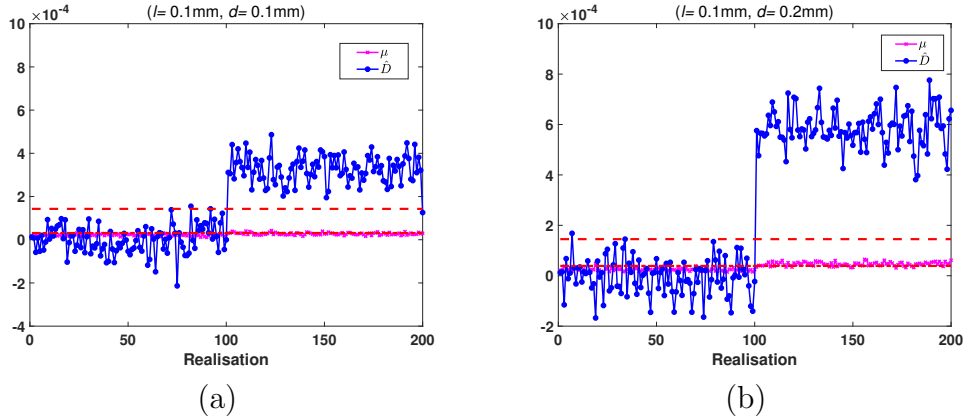 (l= 0.1mm, d= 0.1mm)
10 ×10⁻⁴
μ
D̂
8
6
4
2
0
-2
-4
0 50 100 150 200
Realisation
(a)
(l= 0.1mm, d= 0.2mm)
10 ×10⁻⁴
μ
D̂
8
6
4
2
0
-2
0 50 100 150 200
Realisation
(b)